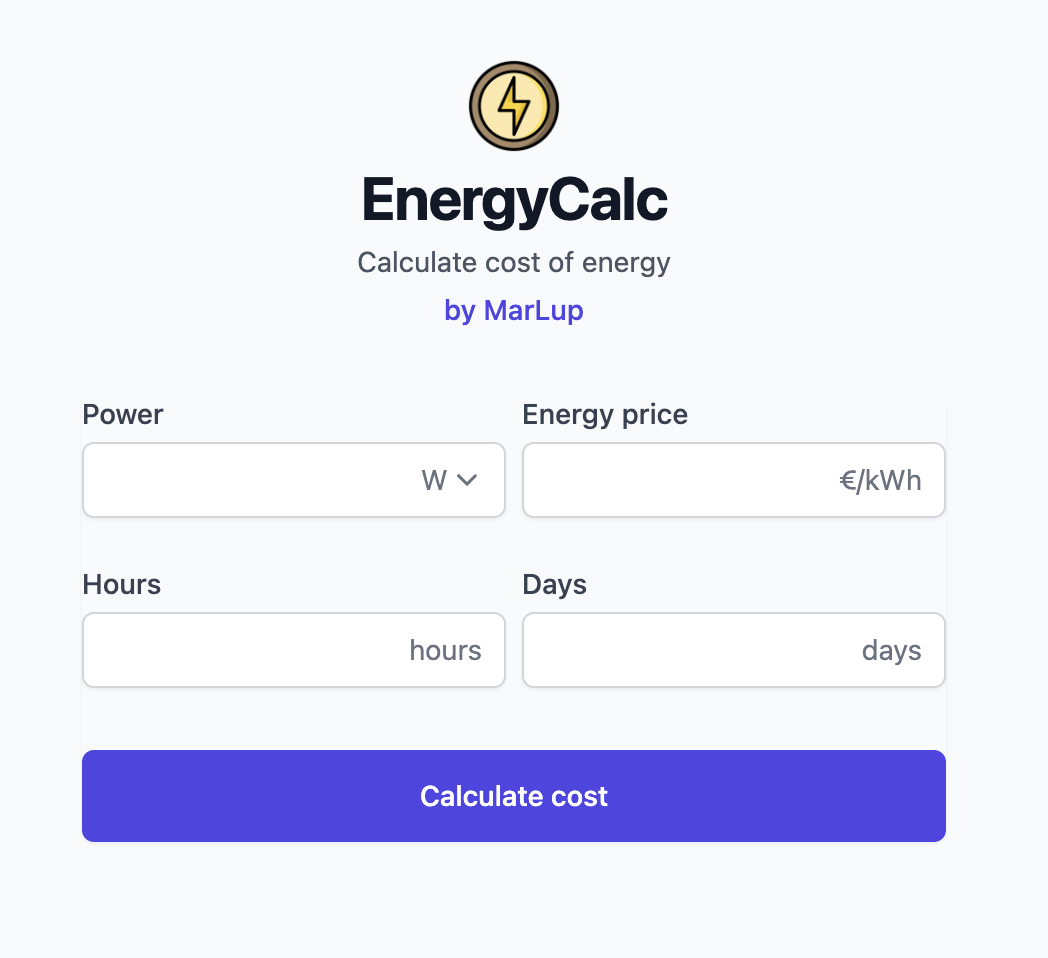 EnergyCalc
Calculate cost of energy
by MarLup
Power
Energy price
W
€/kWh
Hours
Days
hours
days
Calculate cost